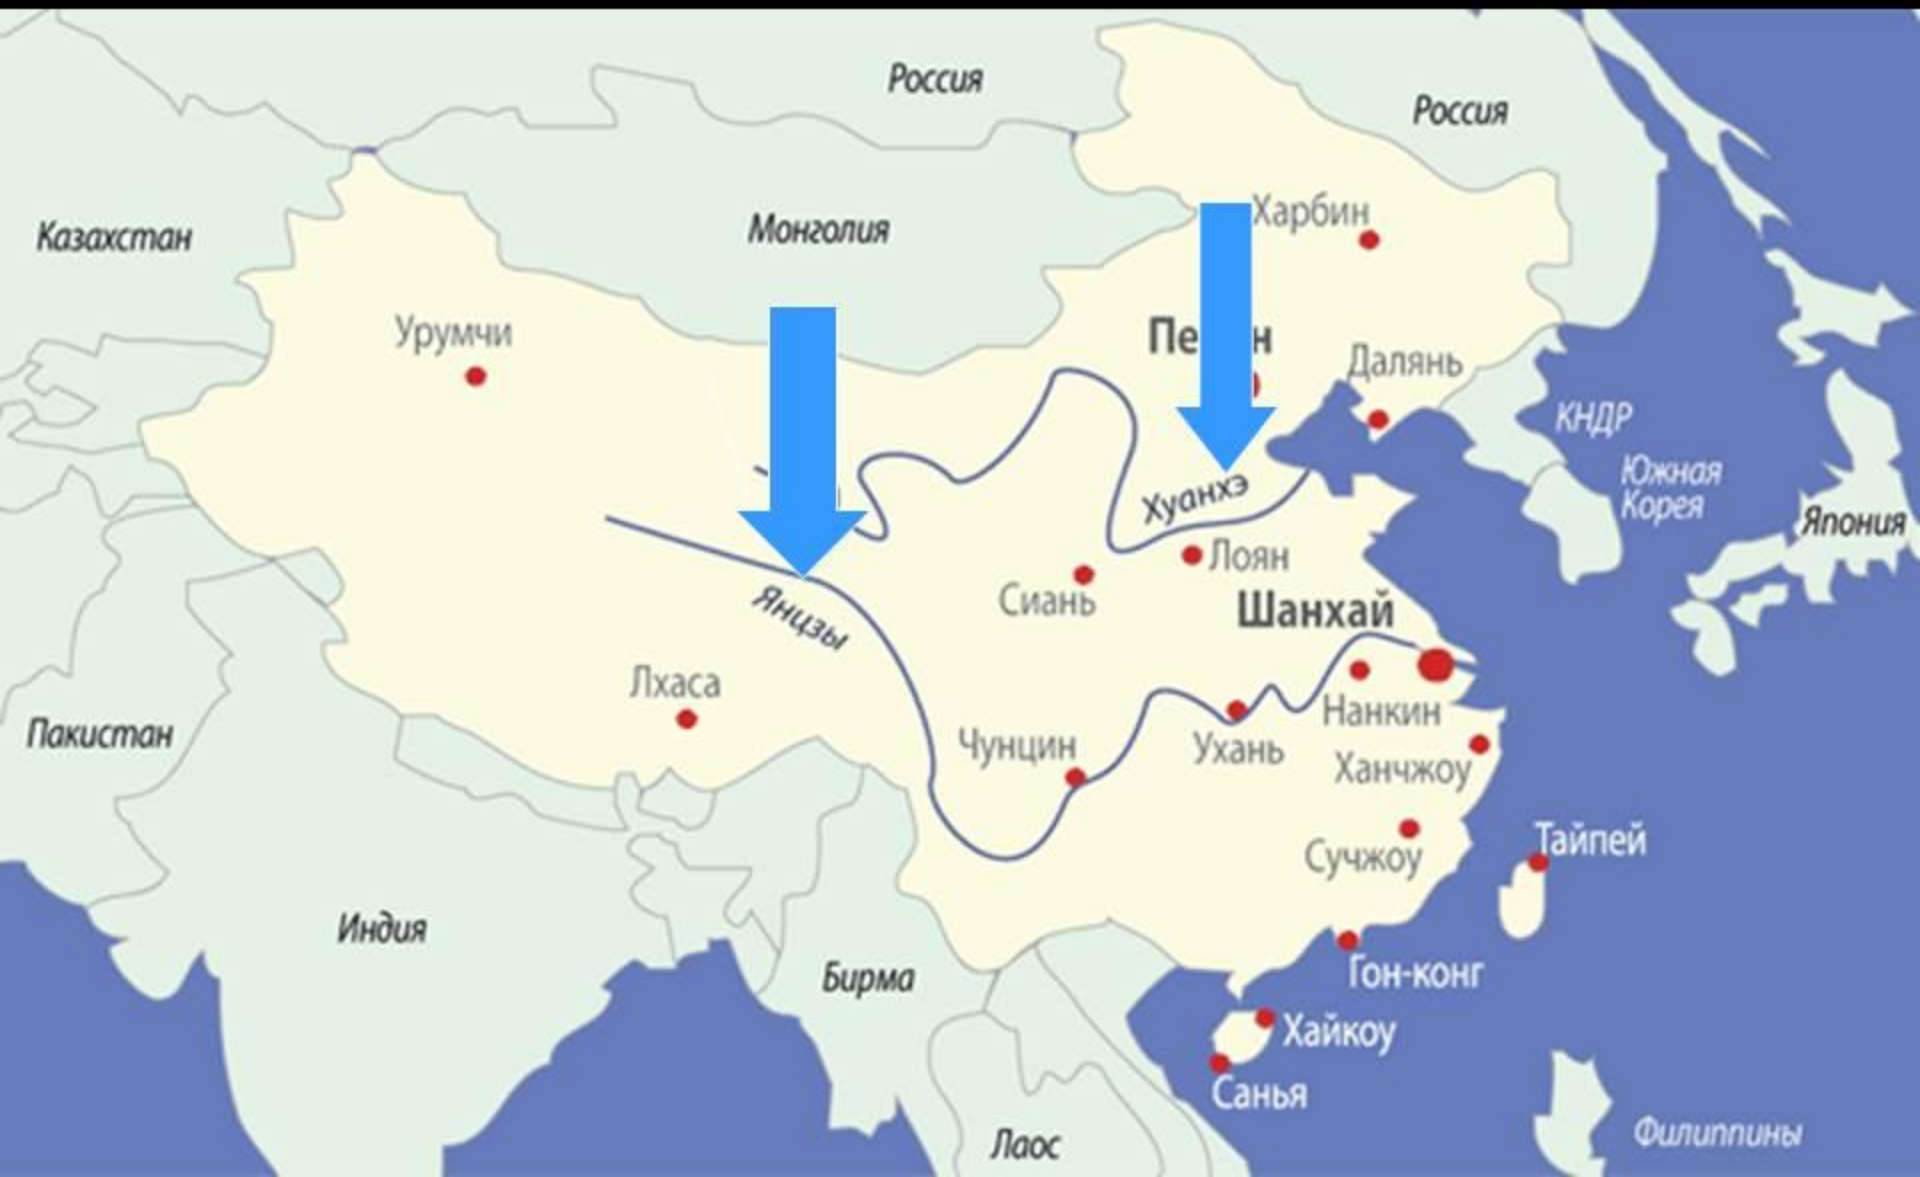 Россия
Россия
Харбин
Казахстан
Монголия
Урумчи
Далянь
КНДР
Южная
Корея
Япония
Хуанхэ
Лоян
Сиань
Шанхай
Янцзы
Лхаса
Чунцин
Ухань
Нанкин
Ханчжоу
Пакистан
Сучжоу
Тайпей
Индия
Бирма
Гон-конг
Хайкоу
Санья
Лаос
Филиппины